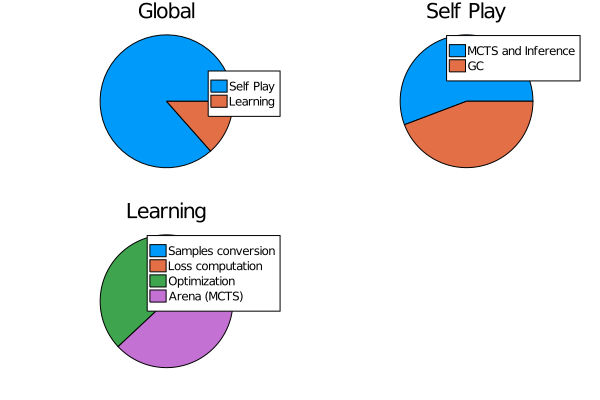 Global
Self Play
Learning
Self Play
MCTS and Inference
GC
Learning
Samples conversion
Loss computation
Optimization
Arena (MCTS)